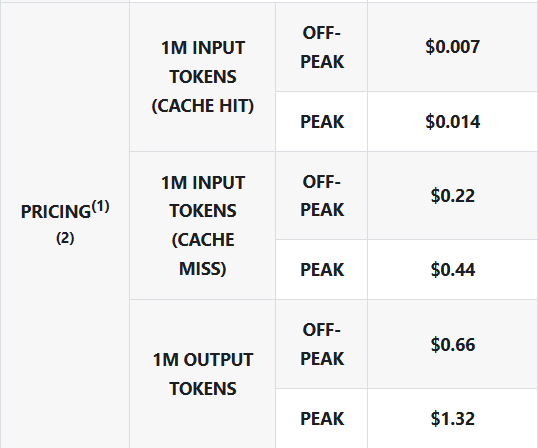 PRICING(1)
(2)
1M INPUT
TOKENS
(CACHE HIT)
OFF-
PEAK
$0.007
PEAK
$0.014
1M INPUT
TOKENS
(CACHE
MISS)
OFF-
PEAK
$0.22
PEAK
$0.44
1M OUTPUT
TOKENS
OFF-
PEAK
$0.66
PEAK
$1.32